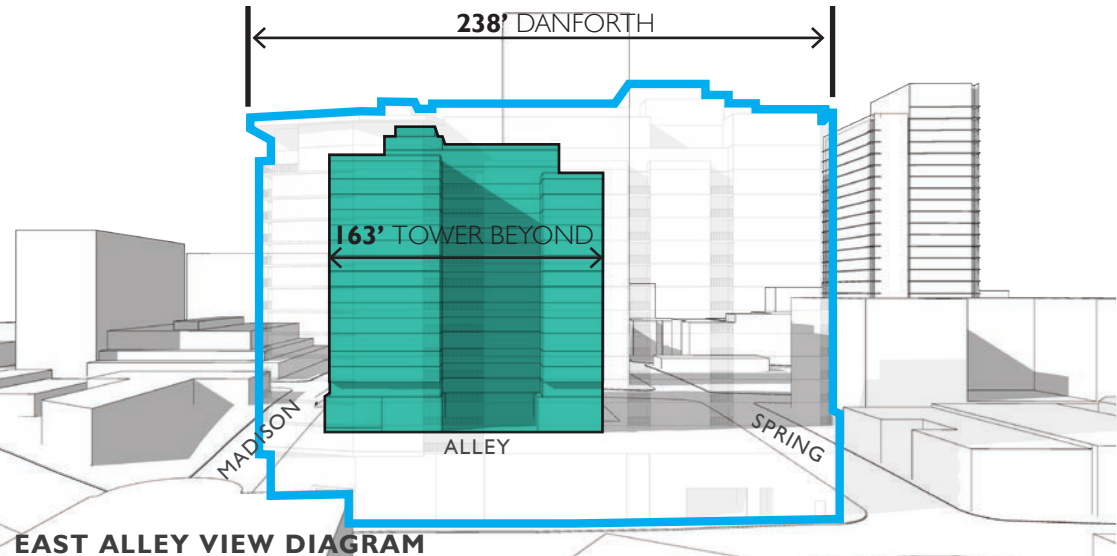 238' DANFORTH
163' TOWER BEYOND
MADISON
ALLEY
SPRING
EAST ALLEY VIEW DIAGRAM